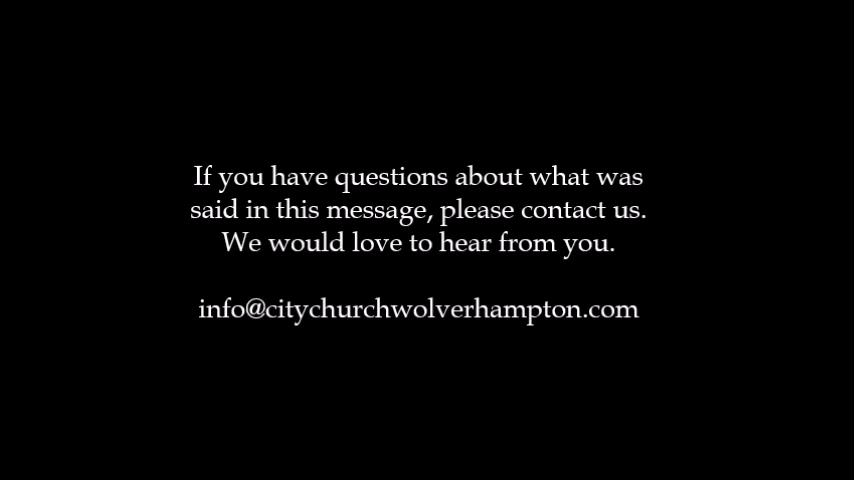 If you have questions about what was
said in this message, please contact us.
We would love to hear from you.
info@citychurchwolverhampton.com